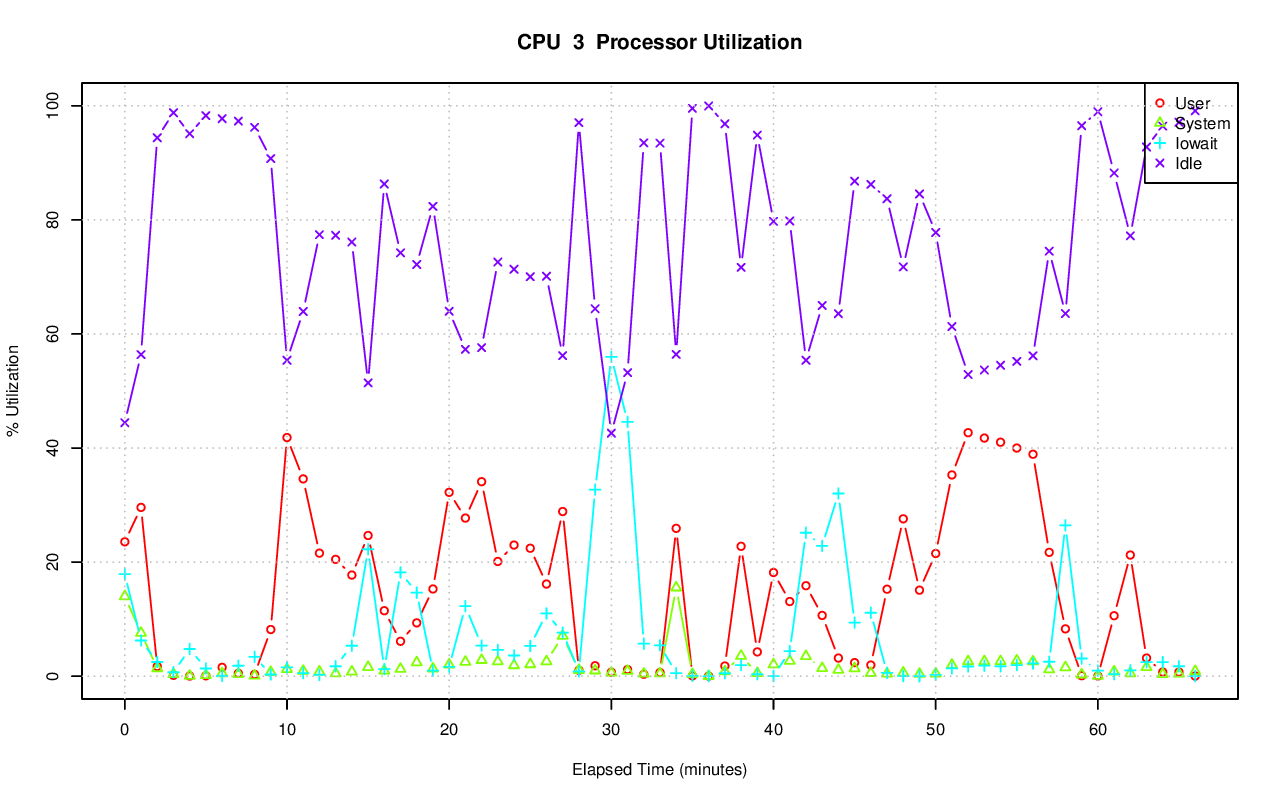 CPU  3  Processor Utilization
% Utilization
100
80
60
40
20
0
User
System
Iowait
Idle
0 10 20 30 40 50 60
Elapsed Time (minutes)